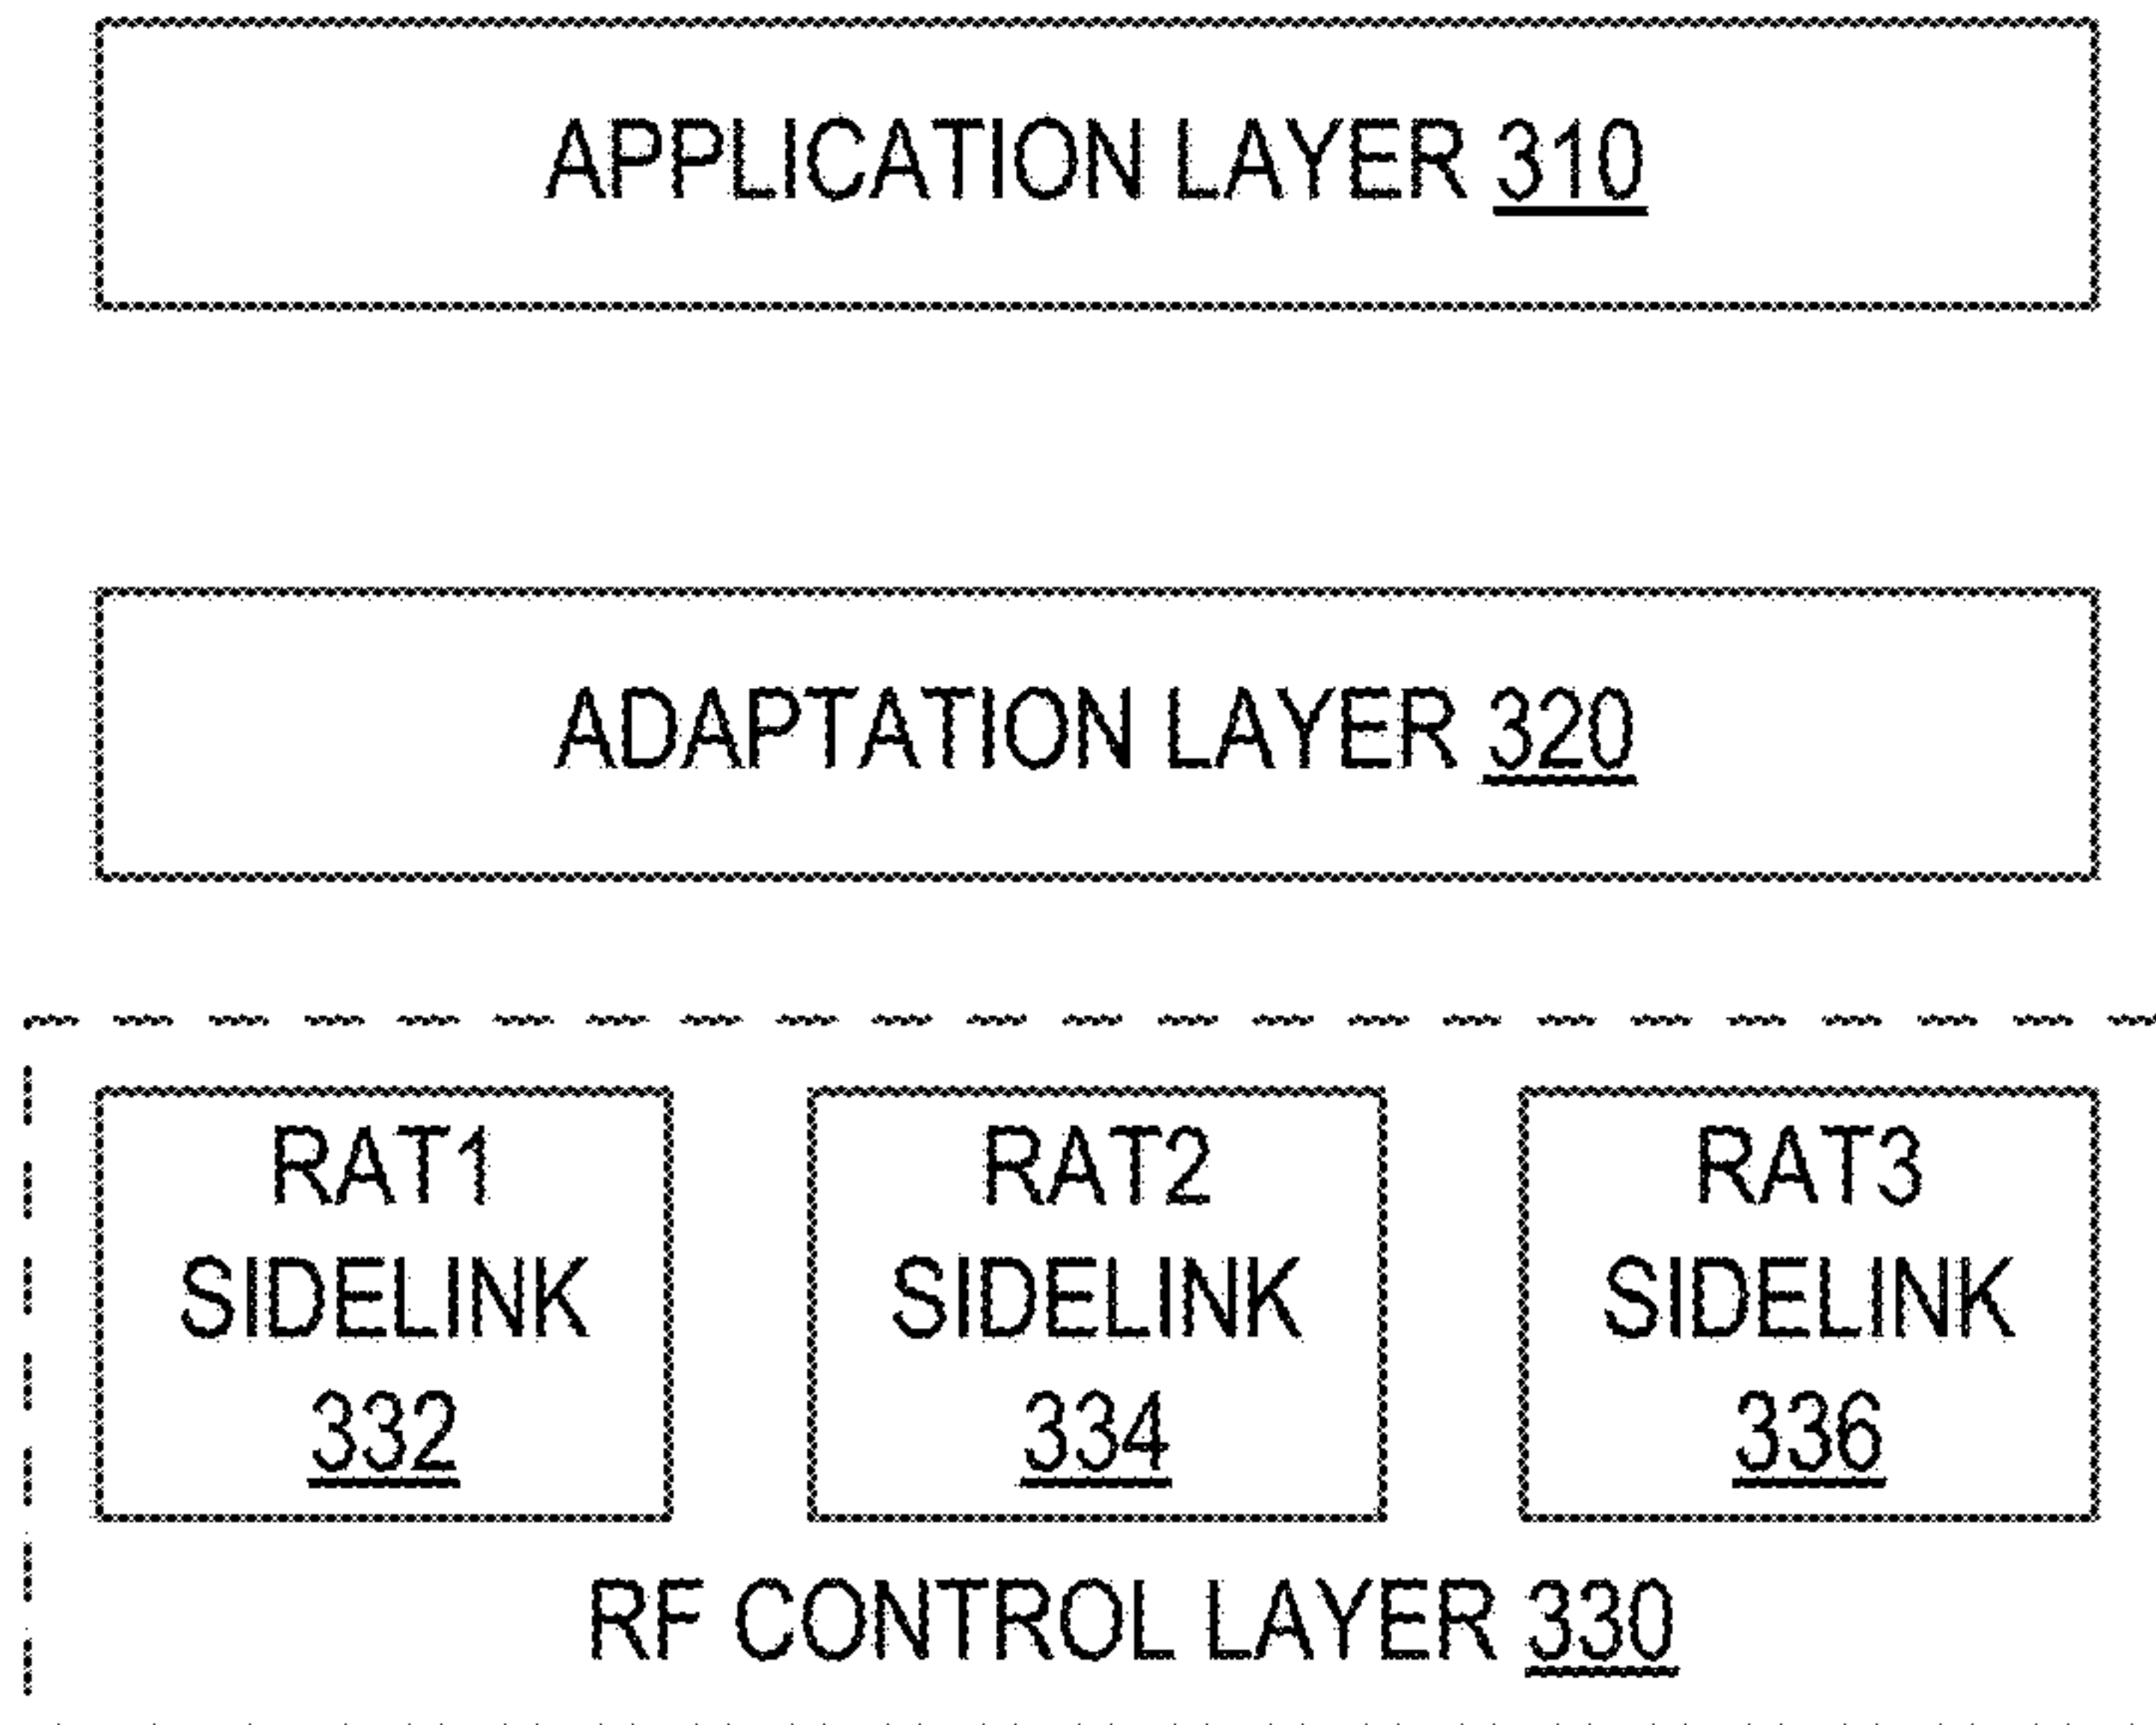 APPLICATION LAYER 310
ADAPTATION LAYER 320
RAT1
SIDELINK
332
RAT2
SIDELINK
334
RAT3
SIDELINK
336
RF CONTROL LAYER 330